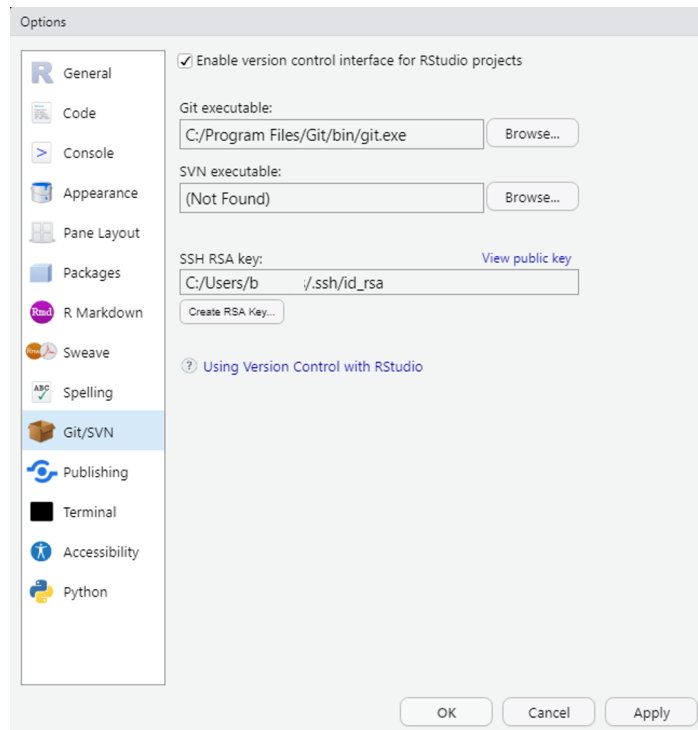 Options
General
Code
Console
Appearance
Pane Layout
Packages
Rmd R Markdown
Sweave
ABC Spelling
Git/SVN
Publishing
Terminal
Accessibility
Python
Enable version control interface for RStudio projects
Git executable:
C:/Program Files/Git/bin/git.exe Browse...
SVN executable:
(Not Found) Browse...
SSH RSA key: View public key
C:/Users/b /.ssh/id_rsa
Create RSA Key...
? Using Version Control with RStudio
OK Cancel Apply